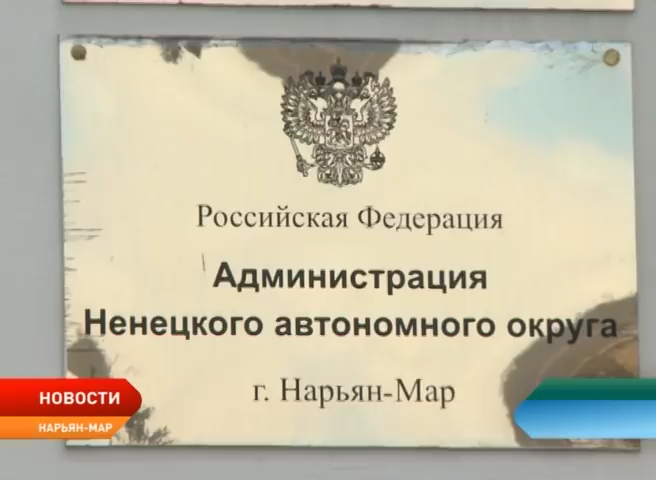 Российская Федерация
Администрация
Ненецкого автономного округа
г. Нарьян-Мар
НОВОСТИ
НАРЬЯН-МАР